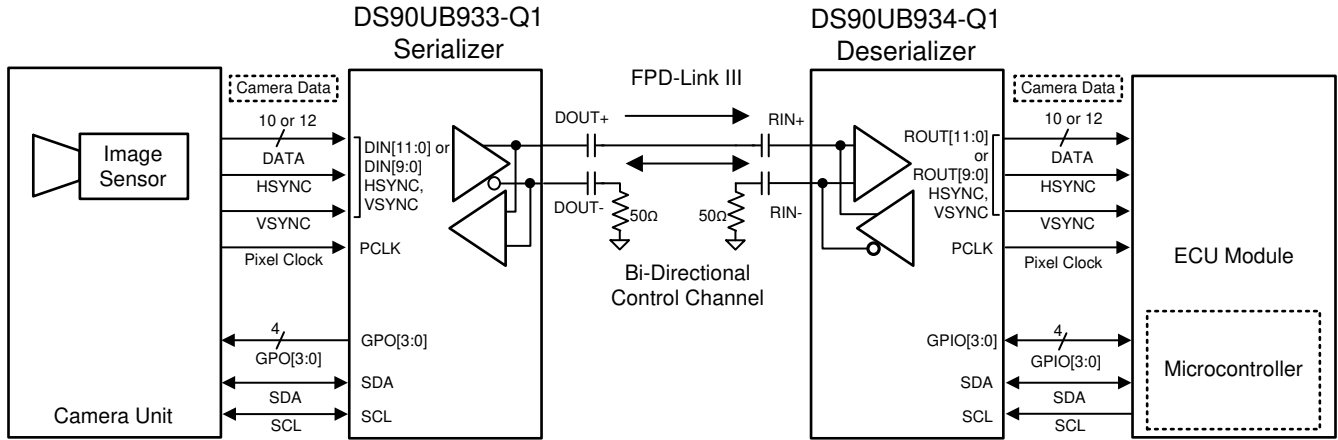 DS90UB933-Q1
Serializer
DS90UB934-Q1
Deserializer
Camera Data
FPD-Link III
Camera Data
Image
Sensor
10 or 12
DATA
HSYNC
VSYNC
Pixel Clock
DIN[11:0] or
DIN[9:0]
HSYNC,
VSYNC
PCLK
DOUT+
DOUT-
50Ω
50Ω
RIN+
RIN-
Bi-Directional
Control Channel
ROUT[11:0]
or
ROUT[9:0]
HSYNC,
VSYNC
PCLK
10 or 12
DATA
HSYNC
VSYNC
Pixel Clock
ECU Module
Microcontroller
4
GPO[3:0]
SDA
SCL
GPO[3:0]
SDA
SCL
GPIO[3:0]
SDA
SCL
4
GPIO[3:0]
SDA
SCL
Camera Unit